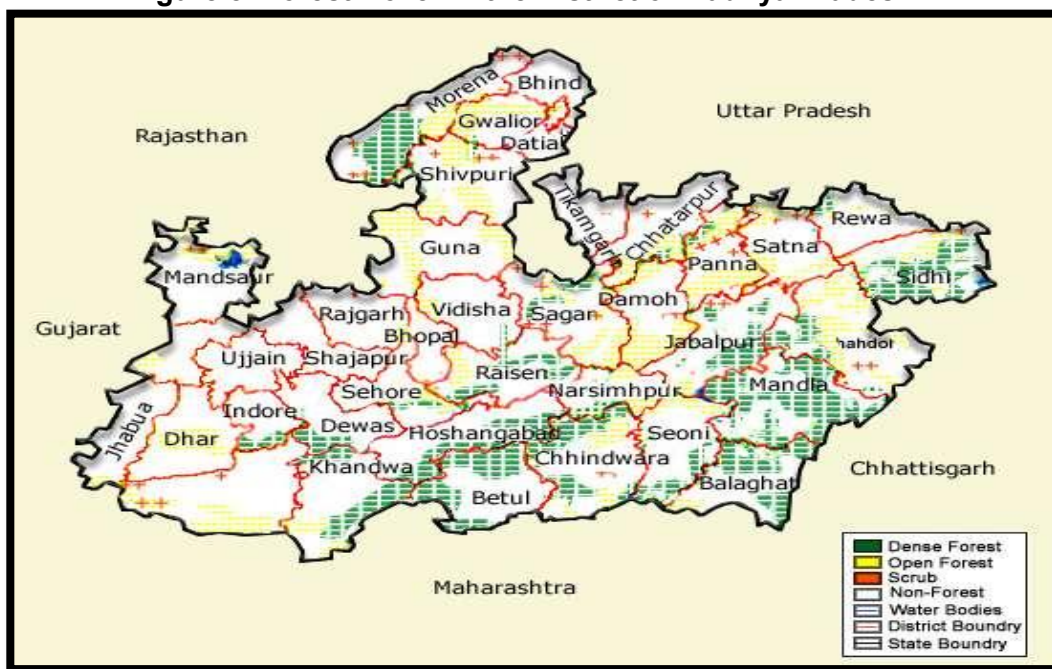 Bhind
Morena
Uttar Pradesh
Rajasthan
Gwalior
Datia
Shivpuri
Tikamgarh
Chhatarpur
Rewa
Guna
Satna
Panna
Sidhi
Mandsaur
Rajgarh
Vidisha
Sagar
Damoh
Gujarat
Bhopal
Jabalpur
hahdol
Ujjain
Shajapur
Raisen
Mandla
Sehore
Narsimhpur
Jhabua
Indore
Dewas
Hoshangabad
Seoni
Dhar
Khandwa
Chhindwara
Chhattisgarh
Betul
Balaghat
Maharashtra
Dense Forest
Open Forest
Scrub
Non-Forest
Water Bodies
District Boundry
State Boundry